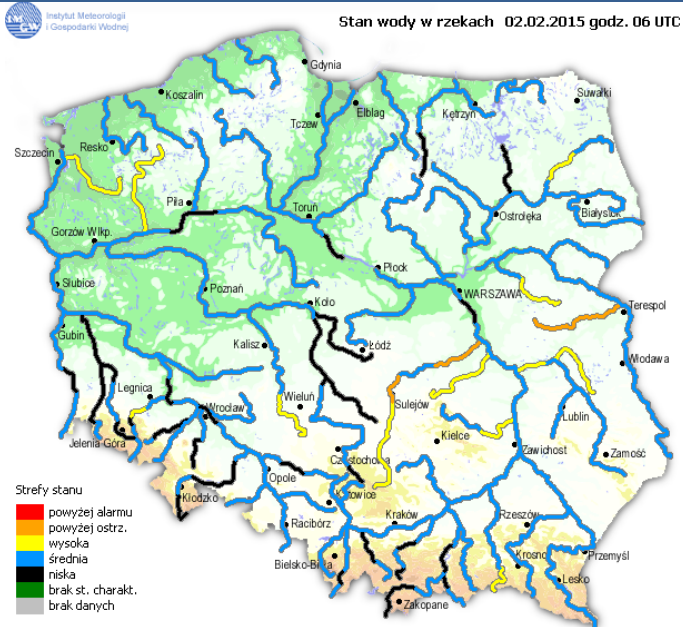 IMGW
Instytut Meteorologii
i Gospodarki Wodnej
Stan wody w rzekach 02.02.2015 godz. 06 UTC
Gdynia
Koszalin
Suwałki
Tczew
Elbląg
Kętrzyn
Resko
Szczecin
Piła
Toruń
Ostrołęka
Białystok
Gorzów Wlkp.
Płock
Słubice
Poznań
Koło
WARSZAWA
Terespol
Gubin
Kalisz
Łódź
Włodawa
Legnica
Wrocław
Wieluń
Sulejów
Lublin
Jelenia Góra
Kielce
Zawichost
Zamość
Częstochowa
Opole
Kłodzko
Katowice
Racibórz
Kraków
Rzeszów
Bielsko-Biała
Krosno
Przemyśl
Lesko
Zakopane
Strefy stanu
powyżej alarmu
powyżej ostrz.
wysoka
średnia
niska
brak st. charakt.
brak danych